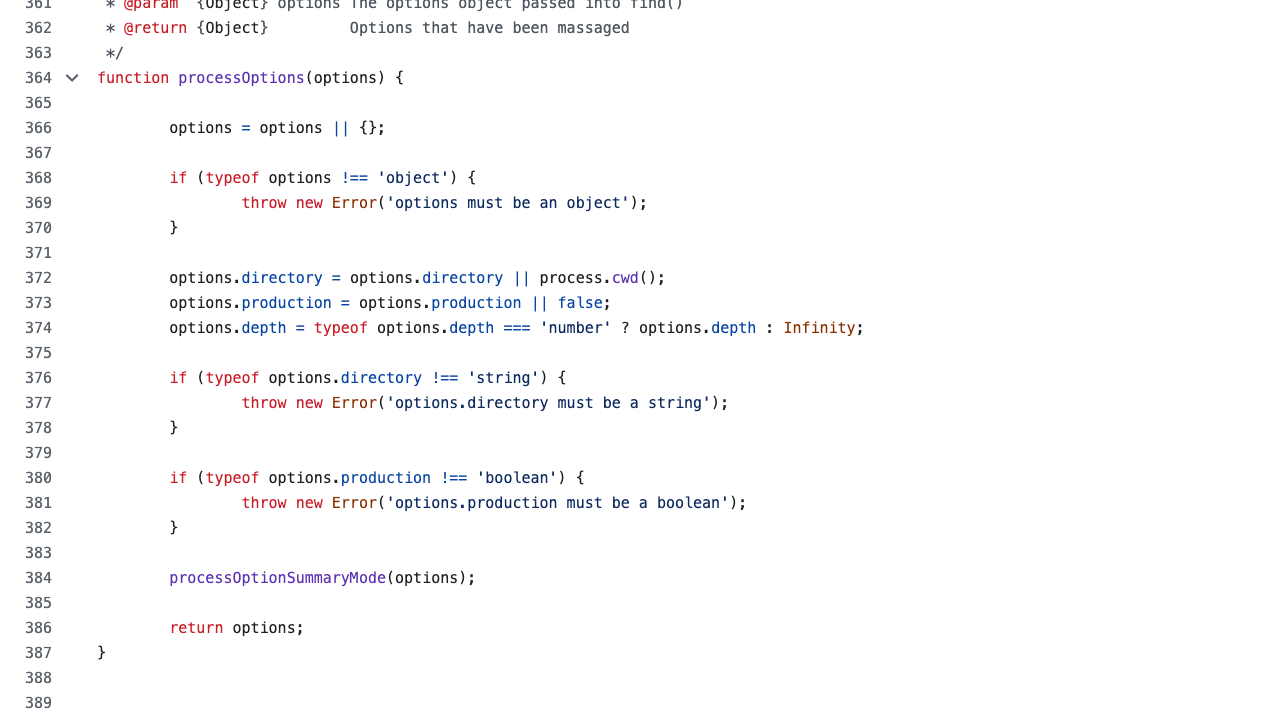 361 * @param {Object} options The options object passed into find()
362 * @return {Object} Options that have been massaged
363 */
364 function processOptions(options) {
365
366 options = options || {};
367
368 if (typeof options !== 'object') {
369 throw new Error('options must be an object');
370 }
371
372 options.directory = options.directory || process.cwd();
373 options.production = options.production || false;
374 options.depth = typeof options.depth === 'number' ? options.depth : Infinity;
375
376 if (typeof options.directory !== 'string') {
377 throw new Error('options.directory must be a string');
378 }
379
380 if (typeof options.production !== 'boolean') {
381 throw new Error('options.production must be a boolean');
382 }
383
384 processOptionSummaryMode(options);
385
386 return options;
387 }
388
389